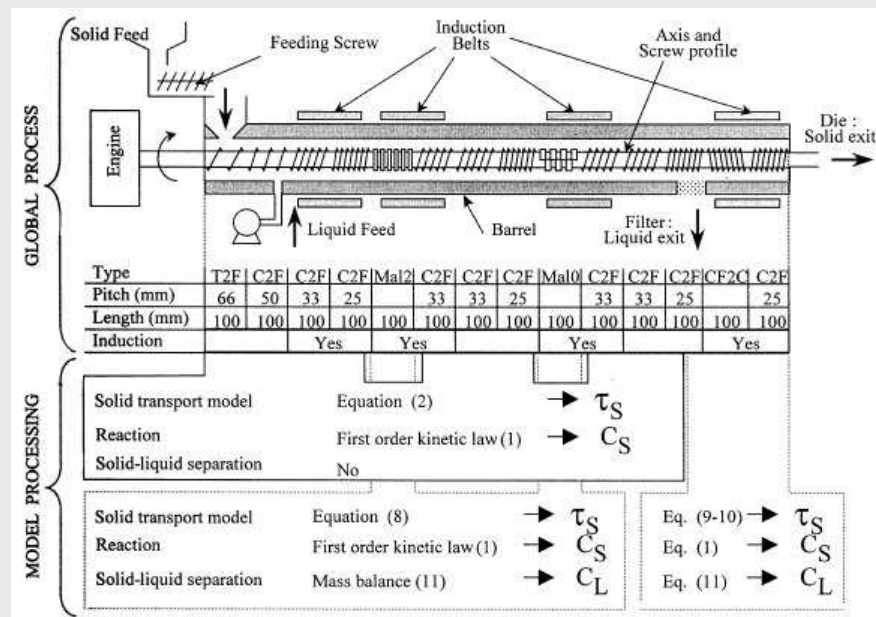 Solid Feed
Feeding Screw
Induction
Belts
Axis and
Screw profile
Die :
Solid exit
Engine
Liquid Feed
Barrel
Filter :
Liquid exit
GLOBAL PROCESS
Type T2F C2F C2F C2F Mal2 C2F C2F C2F Mal0 C2F C2F C2F CF2C C2F
Pitch (mm) 66 50 33 25 33 33 25 33 33 25 25
Length (mm) 100 100 100 100 100 100 100 100 100 100 100 100 100 100
Induction Yes Yes Yes Yes
MODEL PROCESSING
Solid transport model Equation (2) τS
Reaction First order kinetic law (1) CS
Solid-liquid separation No
Solid transport model Equation (8) τS Eq. (9-10) τS
Reaction First order kinetic law (1) CS Eq. (1) CS
Solid-liquid separation Mass balance (11) CL Eq. (11) CL